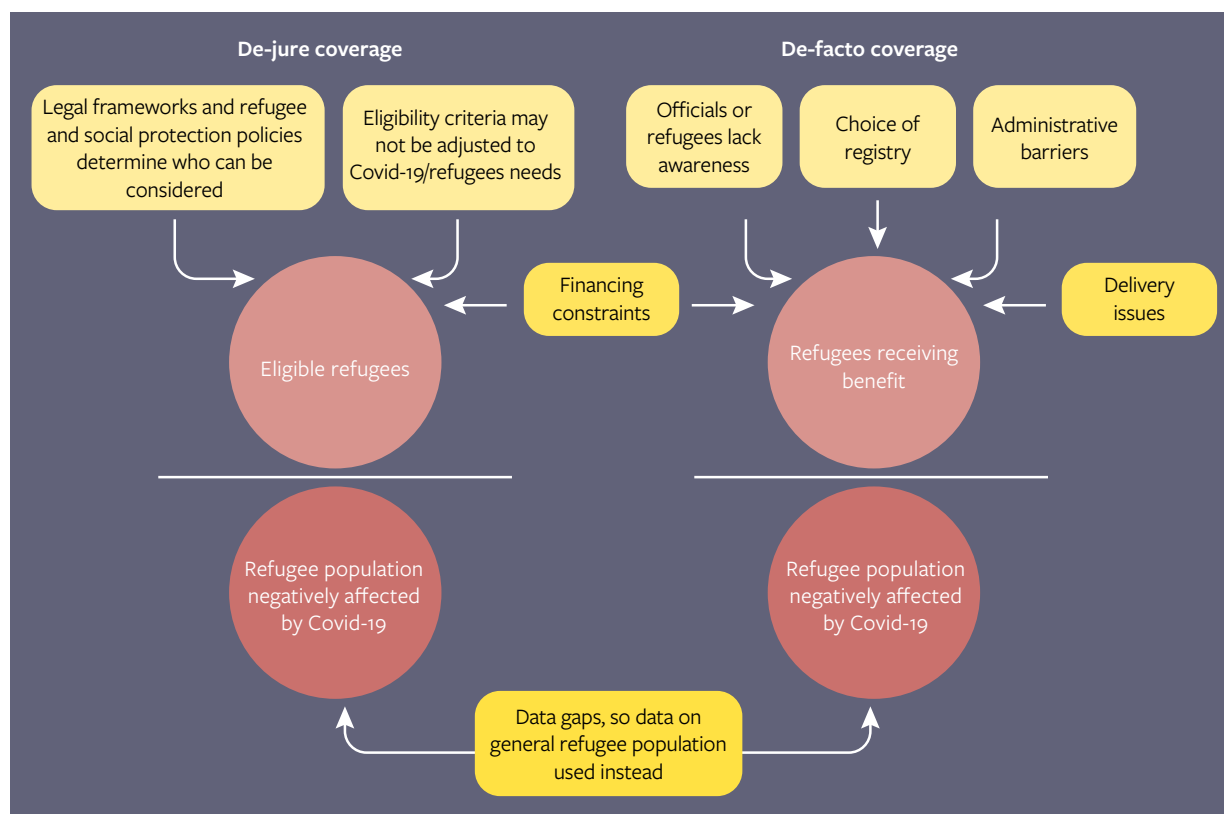 De-jure coverage
Legal frameworks and refugee
and social protection policies
determine who can be
considered
Eligibility criteria may
not be adjusted to
Covid-19/refugees needs
De-facto coverage
Officials or
refugees lack
awareness
Choice of
registry
Administrative
barriers
Financing
constraints
Delivery
issues
Eligible refugees
Refugees receiving
benefit
Refugee population
negatively affected
by Covid-19
Refugee population
negatively affected
by Covid-19
Data gaps, so data on
general refugee population
used instead